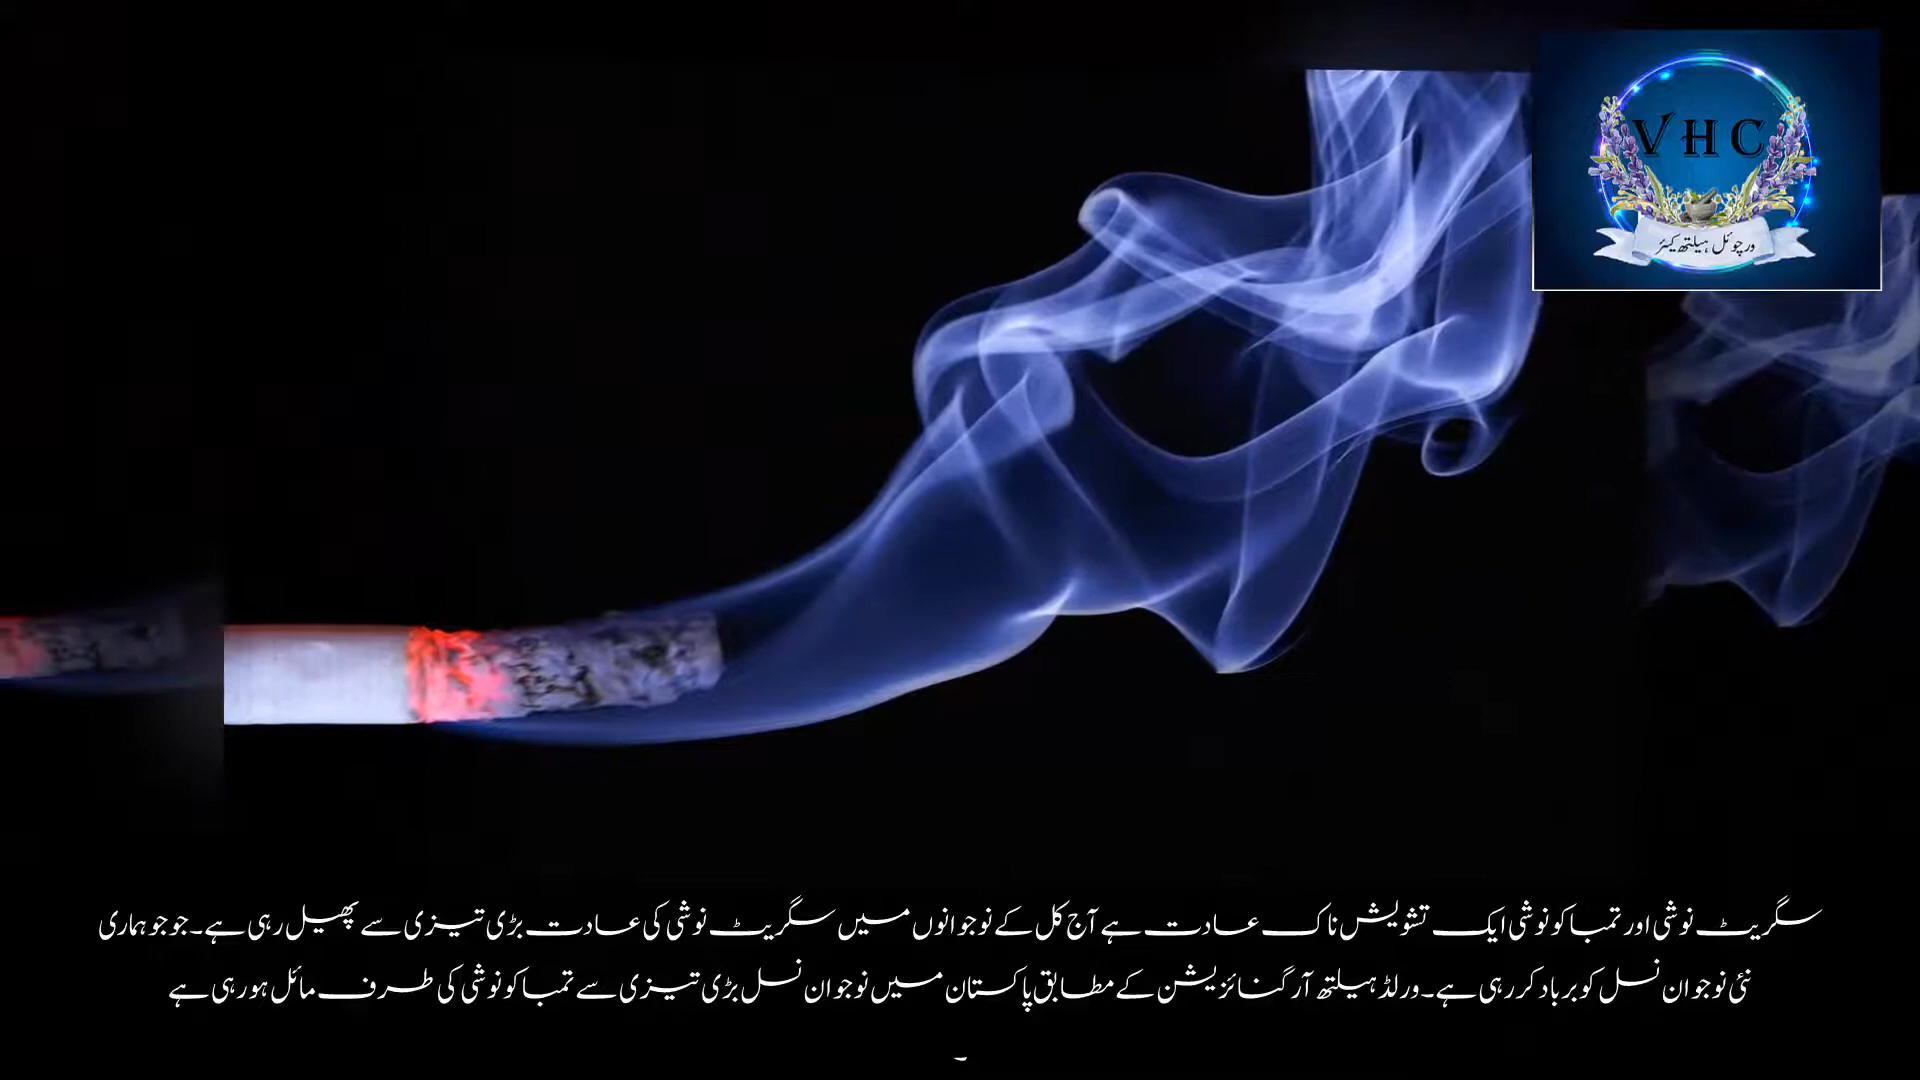 VHC
ورچوئل ہیلتھ کیئر
سگریٹ نوشی اور تمباکو نوشی ایک تشویش ناک عادت ہے آج کل کے نوجوانوں میں سگریٹ نوشی کی عادت بڑی تیزی سے پھیل رہی ہے۔ جو جو ہماری
نئی نوجوان نسل کو برباد کر رہی ہے۔ ورلڈ ہیلتھ آرگنائزیشن کے مطابق پاکستان میں نوجوان نسل بڑی تیزی سے تمباکو نوشی کی طرف مائل ہو رہی ہے
۔